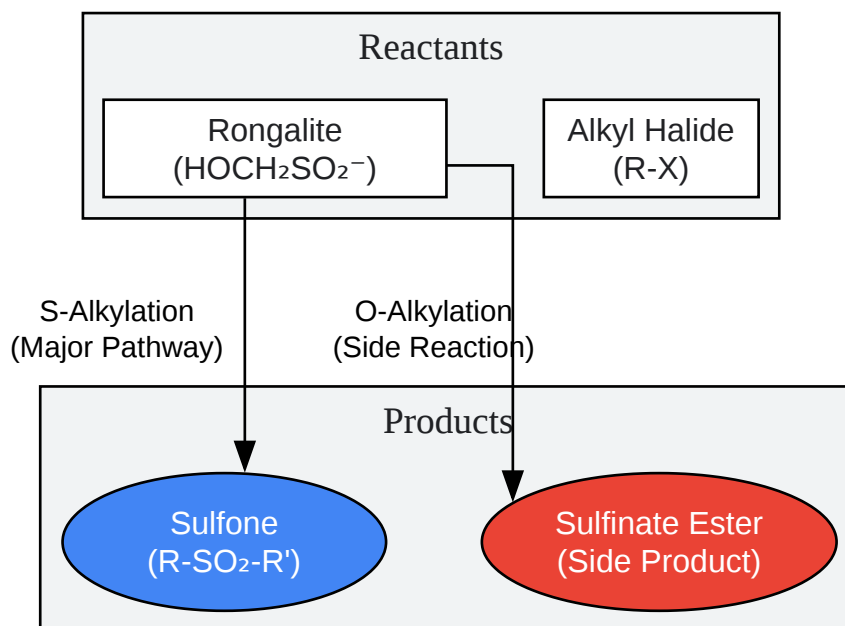 Reactants
Rongalite
(HOCH₂SO₂⁻)
Alkyl Halide
(R-X)
S-Alkylation
(Major Pathway)
O-Alkylation
(Side Reaction)
Products
Sulfone
(R-SO₂-R')
Sulfinate Ester
(Side Product)